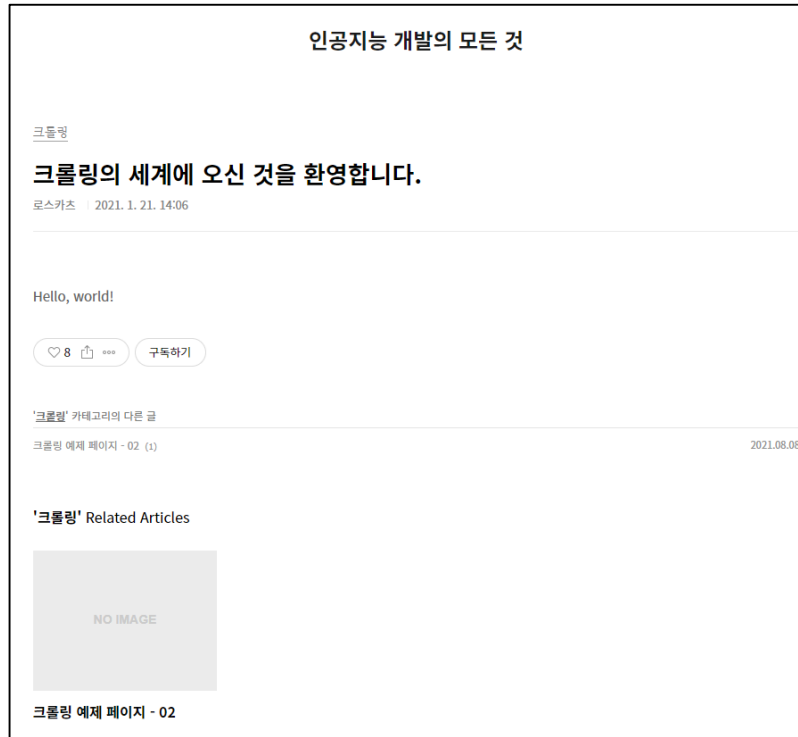 인공지능 개발의 모든 것
크롤링
크롤링의 세계에 오신 것을 환영합니다.
로스카츠 2021. 1. 21. 14:06
Hello, world!
8 구독하기
'크롤링' 카테고리의 다른 글
크롤링 예제 페이지 - 02 (1) 2021.08.08
'크롤링' Related Articles
NO IMAGE
크롤링 예제 페이지 - 02